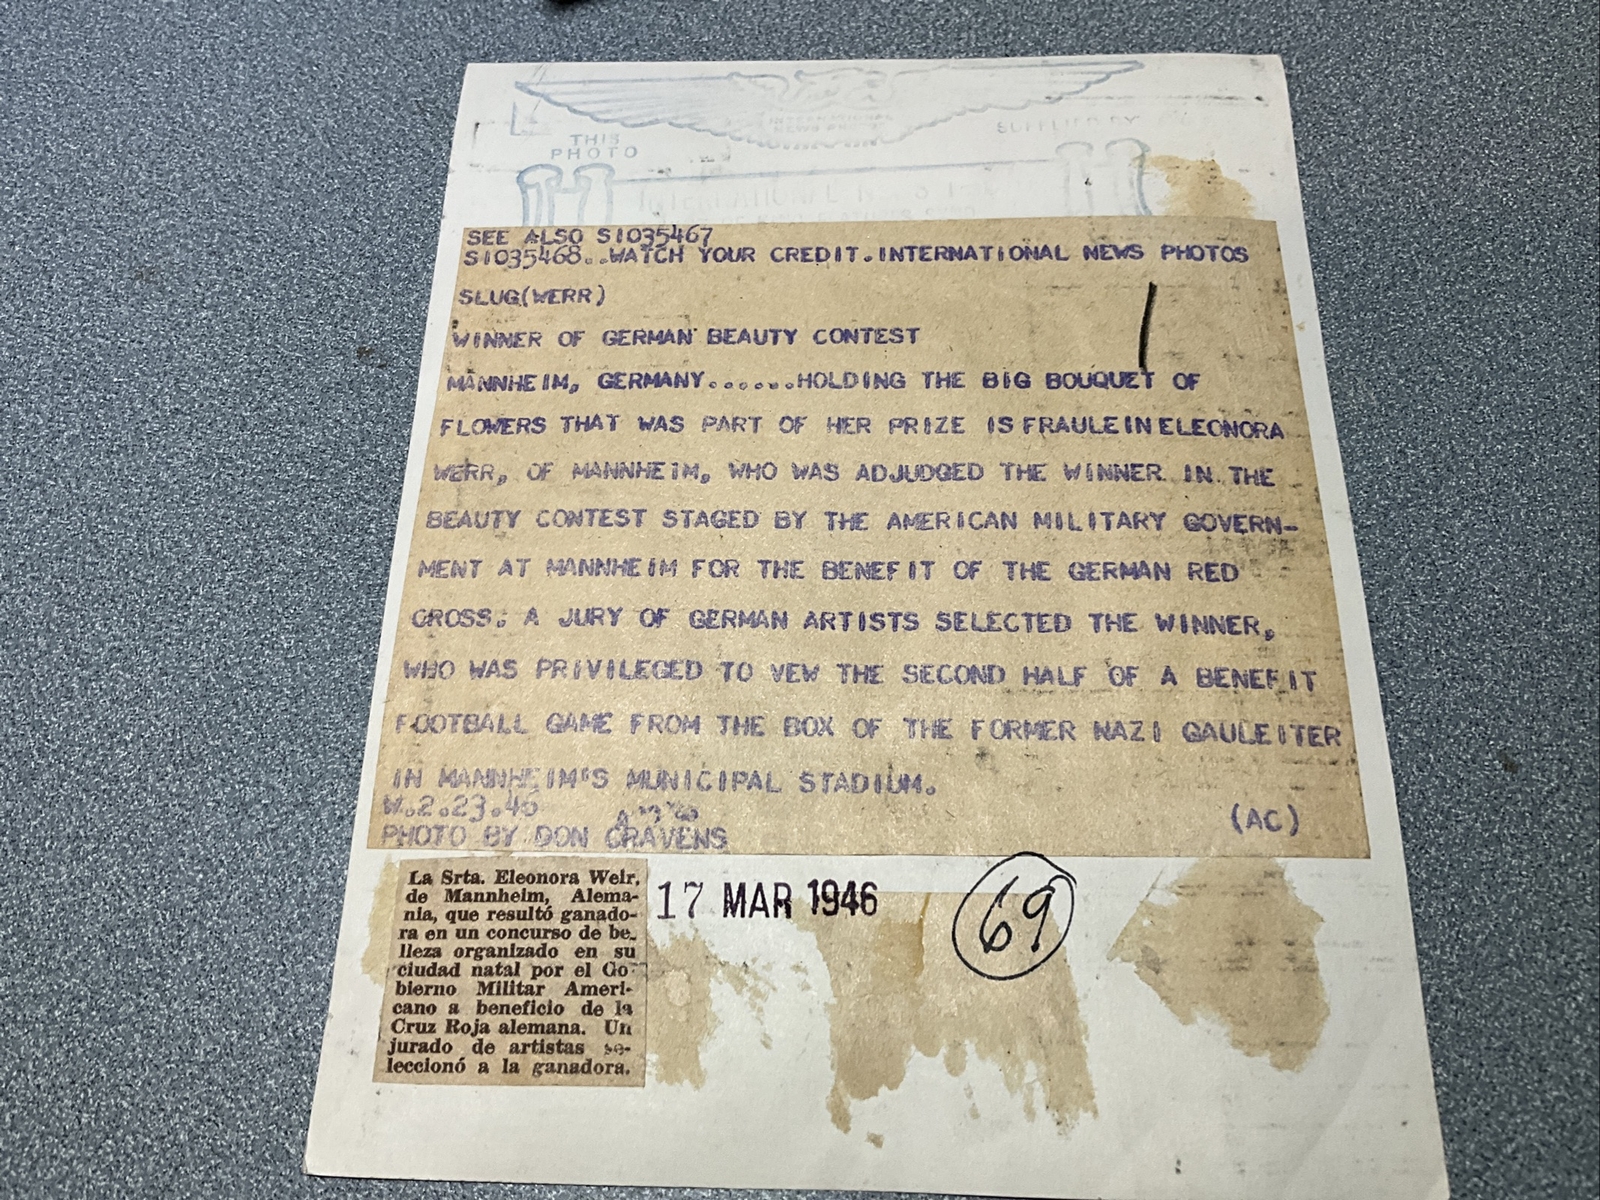 THIS
PHOTO
SUPPLIED BY
INTERNATIONAL
SEE ALSO SI035467
SI035468..WATCH YOUR CREDIT.INTERNATIONAL NEWS PHOTOS
SLUG(WERR)
WINNER OF GERMAN BEAUTY CONTEST
MANNHEIM, GERMANY......HOLDING THE BIG BOUQUET OF
FLOWERS THAT WAS PART OF HER PRIZE IS FRAULEIN ELEONORA
WERR, OF MANNHEIM, WHO WAS ADJUDGED THE WINNER IN THE
BEAUTY CONTEST STAGED BY THE AMERICAN MILITARY GOVERN-
MENT AT MANNHEIM FOR THE BENEFIT OF THE GERMAN RED
CROSS. A JURY OF GERMAN ARTISTS SELECTED THE WINNER,
WHO WAS PRIVILEGED TO VEW THE SECOND HALF OF A BENEFIT
FOOTBALL GAME FROM THE BOX OF THE FORMER NAZI GAULEITER
IN MANNHEIM'S MUNICIPAL STADIUM.
W.2.23.46
(AC)
PHOTO BY DON CRAVENS
La Srta. Eleonora Weir,
de Mannheim, Alema-
nia, que resultó ganado-
ra en un concurso de be-
lleza organizado en su
ciudad natal por el Go-
bierno Militar Ameri-
cano a beneficio de la
Cruz Roja alemana. Un
jurado de artistas se-
leccionó a la ganadora.
17 MAR 1946
69